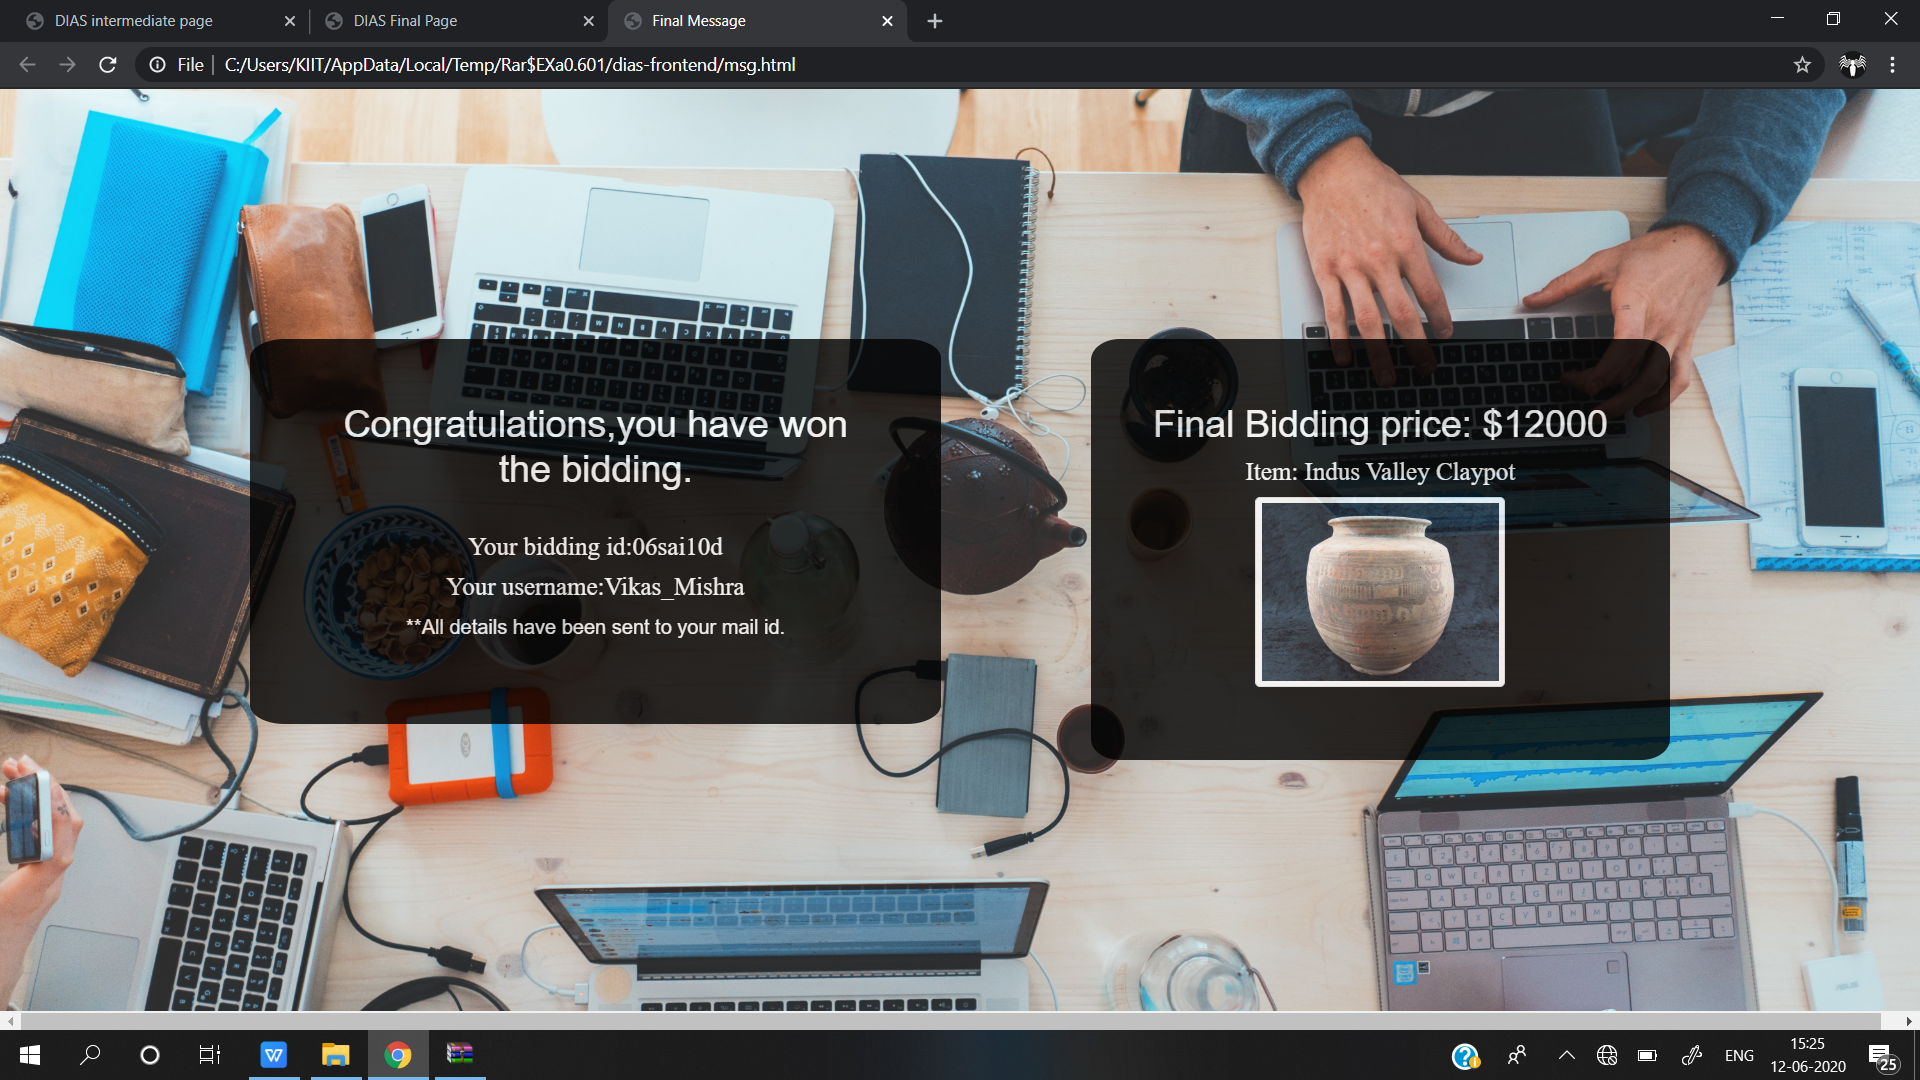 DIAS intermediate page
DIAS Final Page
Final Message
File
C:/Users/KIIT/AppData/Local/Temp/Rar$EXa0.601/dias-frontend/msg.html
Congratulations,you have won
the bidding.
Your bidding id:06sai10d
Your username:Vikas_Mishra
**All details have been sent to your mail id.
Final Bidding price: $12000
Item: Indus Valley Claypot
ENG
15:25
12-06-2020
25